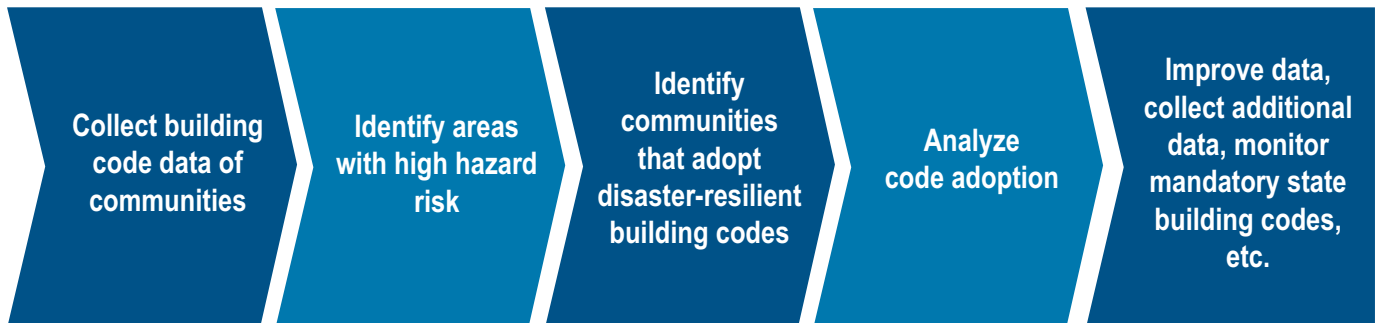 Collect building
code data of
communities
Identify areas
with high hazard
risk
Identify
communities
that adopt
disaster-resilient
building codes
Analyze
code adoption
Improve data,
collect additional
data, monitor
mandatory state
building codes,
etc.